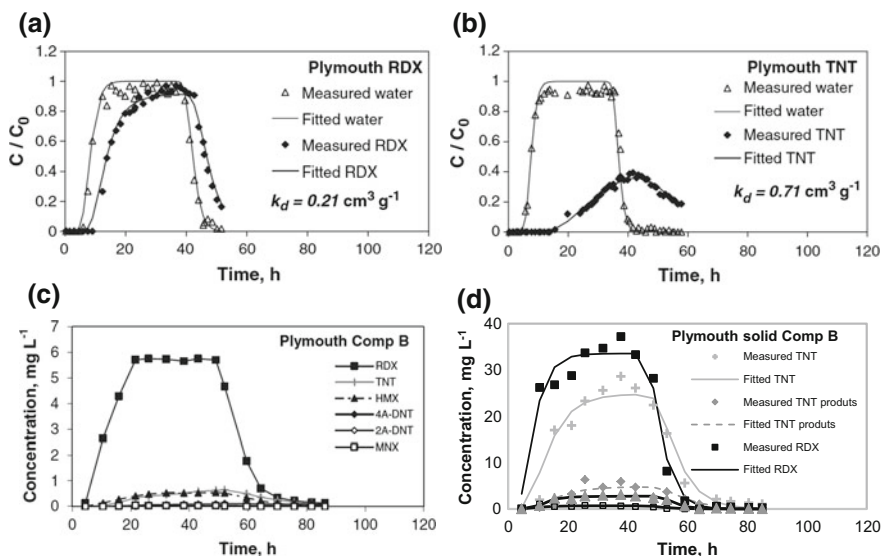 (a)
Plymouth RDX
Measured water
Fitted water
Measured RDX
Fitted RDX
k_d = 0.21 cm³ g⁻¹
C / C₀
1.2
1
0.8
0.6
0.4
0.2
0
0 20 40 60 80 100 120
Time, h
(b)
Plymouth TNT
Measured water
Fitted water
Measured TNT
Fitted TNT
k_d = 0.71 cm³ g⁻¹
C / C₀
1.2
1
0.8
0.6
0.4
0.2
0
0 20 40 60 80 100 120
Time, h
(c)
Plymouth Comp B
RDX
TNT
HMX
4A-DNT
2A-DNT
MNX
Concentration, mg L⁻¹
7
6
5
4
3
2
1
0
0 20 40 60 80 100 120
Time, h
(d)
Plymouth solid Comp B
Measured TNT
Fitted TNT
Measured TNT produts
Fitted TNT produts
Measured RDX
Fitted RDX
Concentration, mg L⁻¹
40
30
20
10
0
0 20 40 60 80 100 120
Time, h